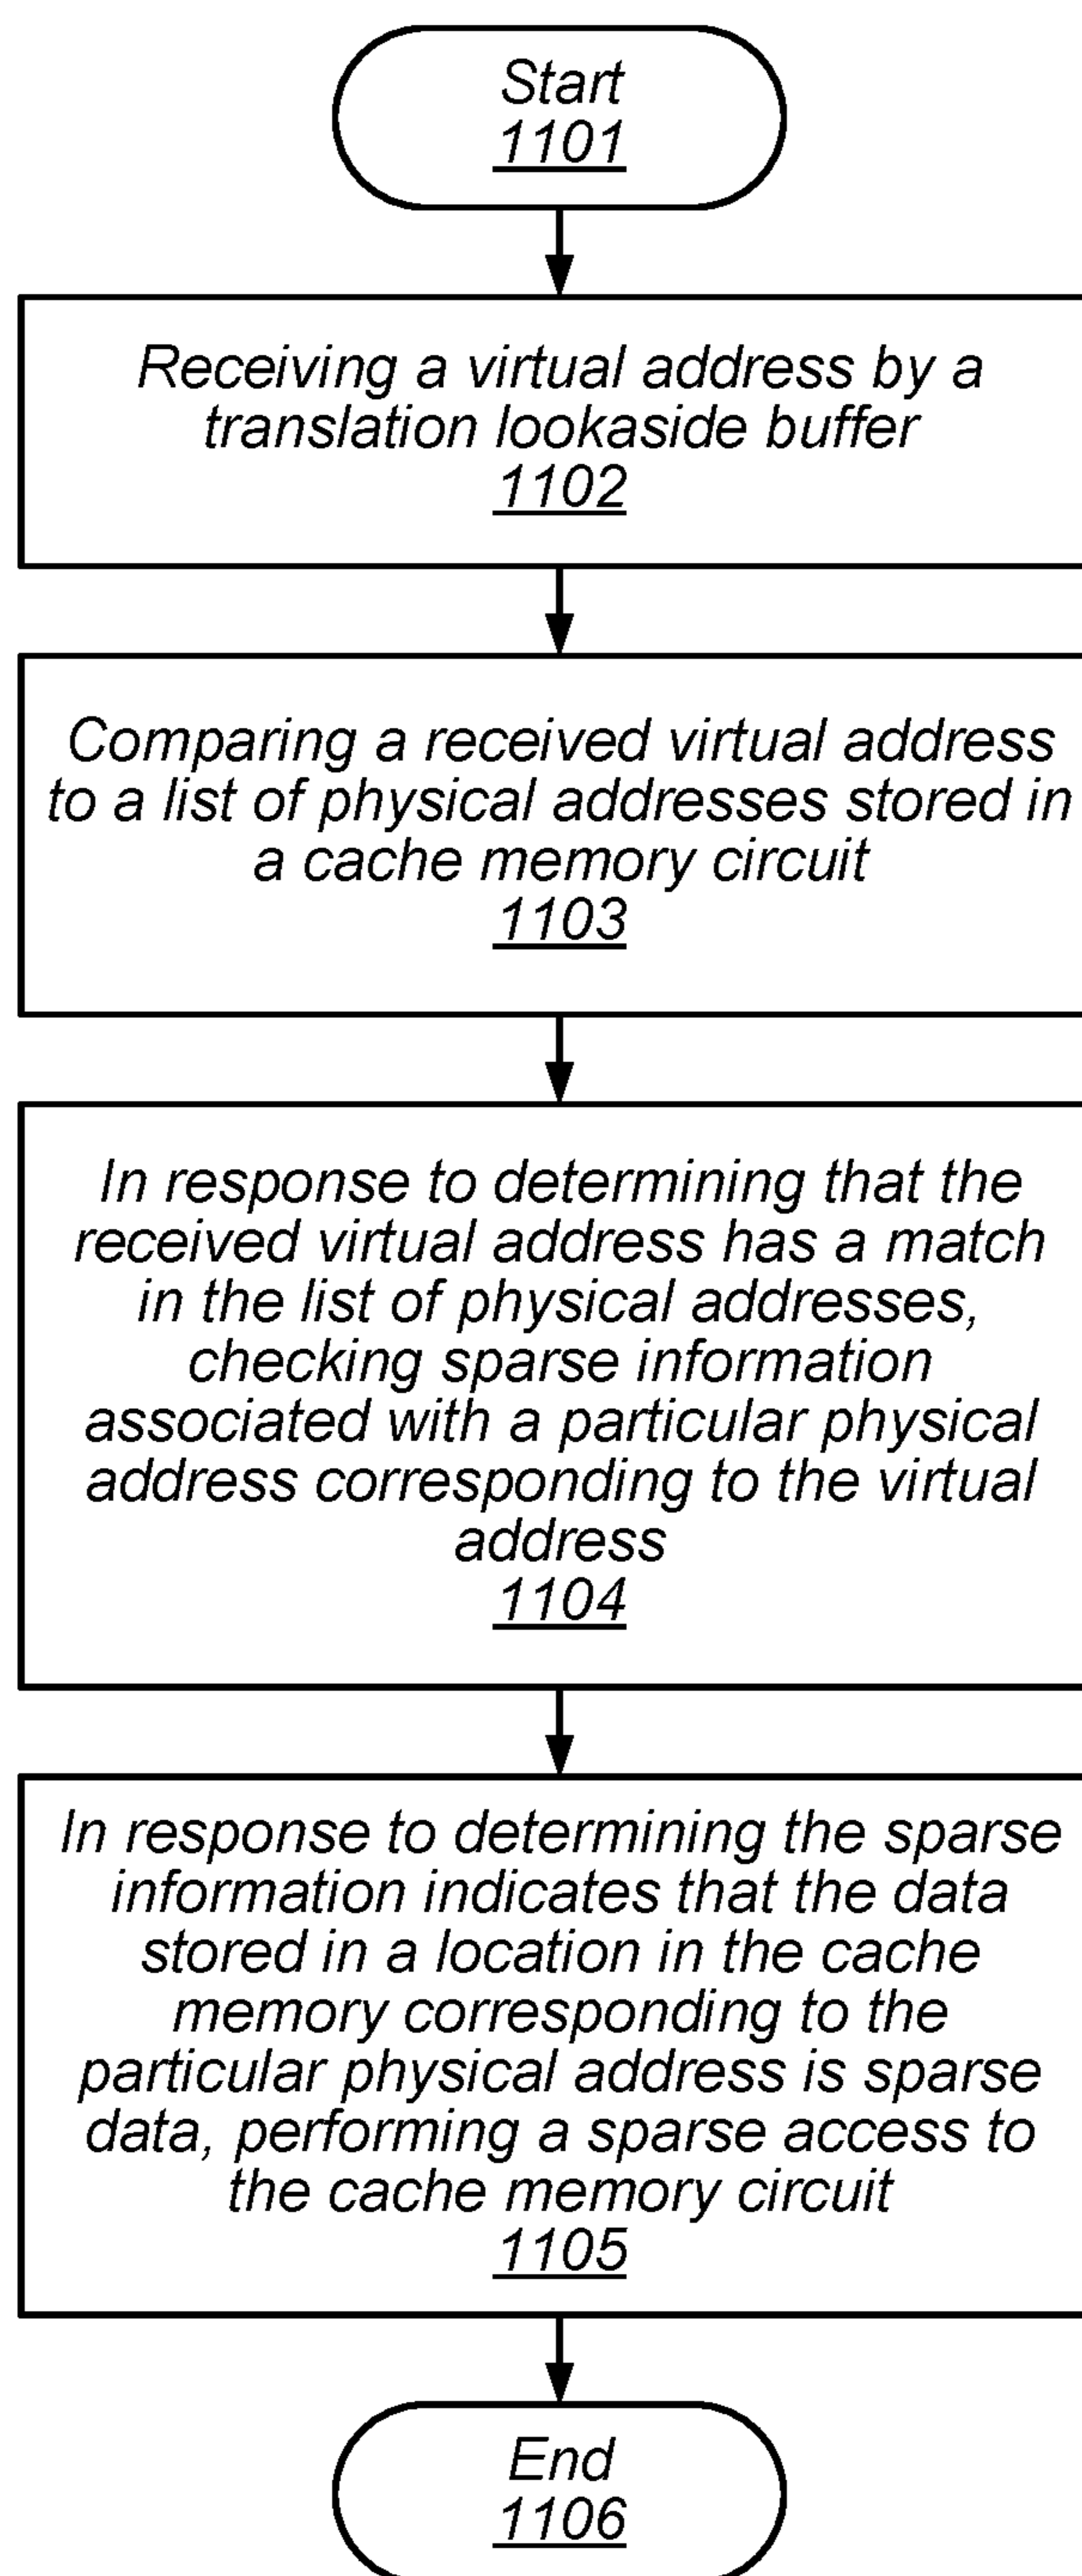 Start
1101
Receiving a virtual address by a
translation lookaside buffer
1102
Comparing a received virtual address
to a list of physical addresses stored in
a cache memory circuit
1103
In response to determining that the
received virtual address has a match
in the list of physical addresses,
checking sparse information
associated with a particular physical
address corresponding to the virtual
address
1104
In response to determining the sparse
information indicates that the data
stored in a location in the cache
memory corresponding to the
particular physical address is sparse
data, performing a sparse access to
the cache memory circuit
1105
End
1106